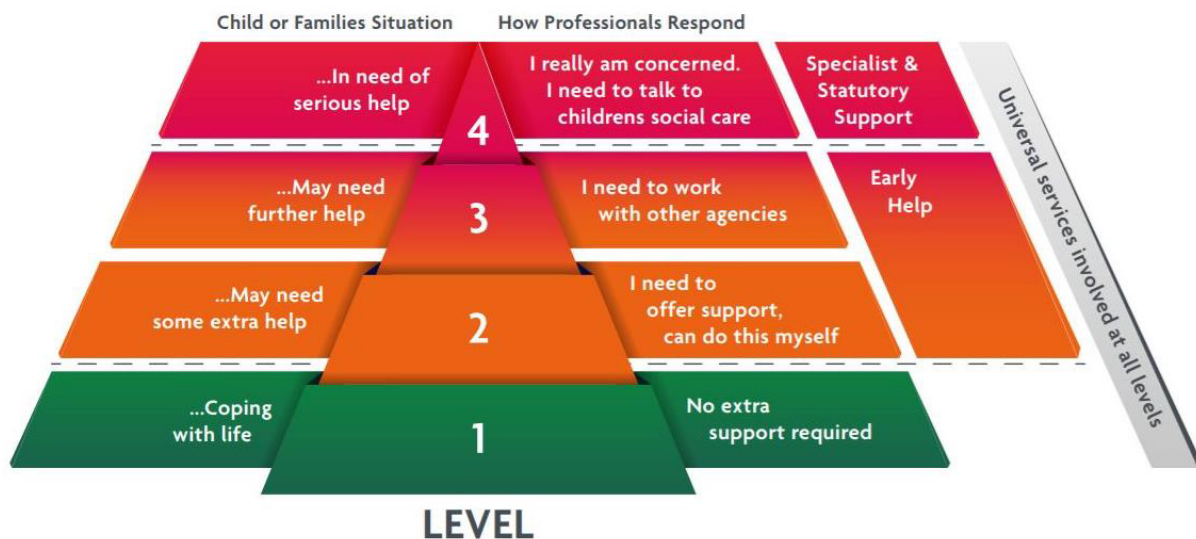 Child or Families Situation
How Professionals Respond
...In need of
serious help
4
I really am concerned.
I need to talk to
childrens social care
Specialist &
Statutory
Support
...May need
further help
3
I need to work
with other agencies
Early
Help
...May need
some extra help
2
I need to
offer support,
can do this myself
...Coping
with life
1
No extra
support required
Universal services involved at all levels
LEVEL